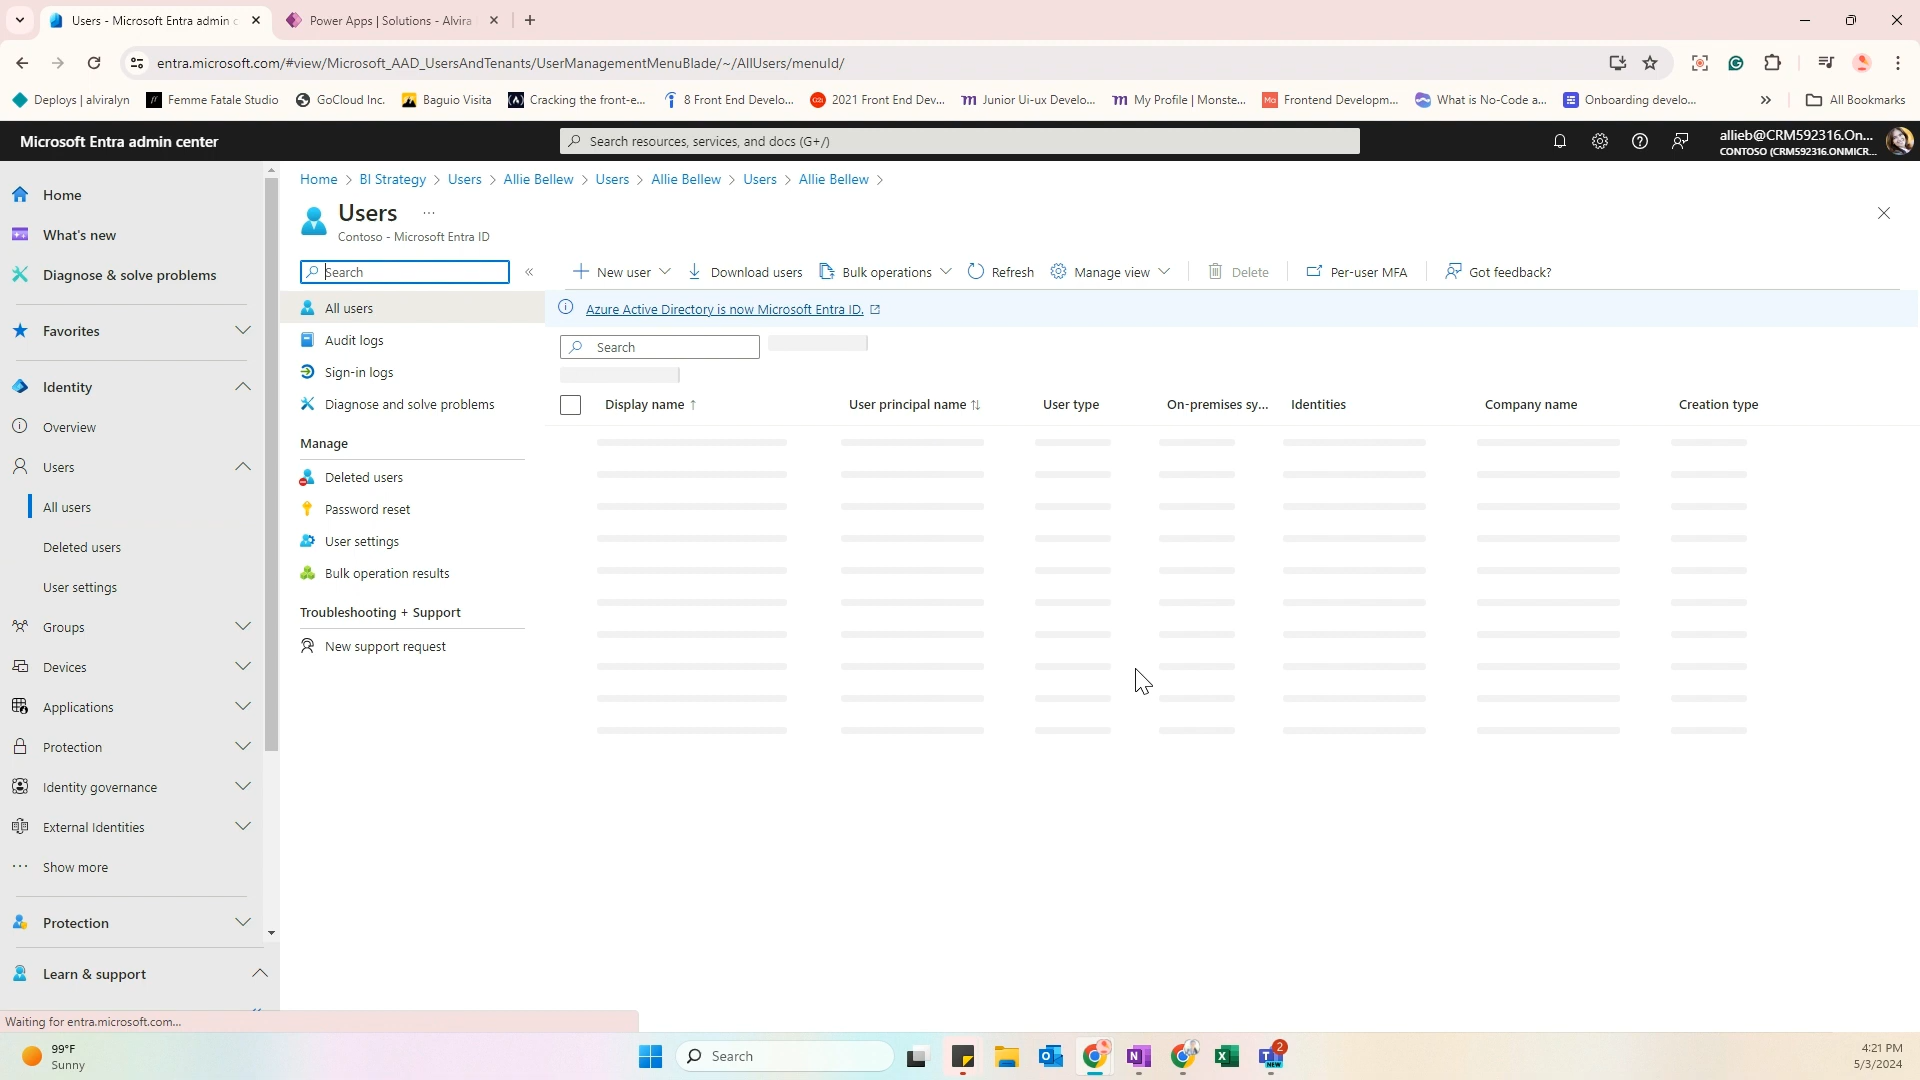 Users - Microsoft Entra admin c
Power Apps | Solutions - Alvira
entra.microsoft.com/#view/Microsoft_AAD_UsersAndTenants/UserManagementMenuBlade/~/AllUsers/menuId/
Deploys | alviralyn
Femme Fatale Studio
GoCloud Inc.
Baguio Visita
Cracking the front-e...
8 Front End Develo...
2021 Front End Dev...
Junior Ui-ux Develo...
My Profile | Monste...
Frontend Developm...
What is No-Code a...
Onboarding develo...
All Bookmarks
Microsoft Entra admin center
Search resources, services, and docs (G+/)
allieb@CRM592316.On...
CONTOSO (CRM592316.ONMICR...
Home
What's new
Diagnose & solve problems
Favorites
Identity
Overview
Users
All users
Deleted users
User settings
Groups
Devices
Applications
Protection
Identity governance
External Identities
Show more
Protection
Learn & support
Home > BI Strategy > Users > Allie Bellew > Users > Allie Bellew > Users > Allie Bellew >
Users ...
Contoso - Microsoft Entra ID
Search
All users
Audit logs
Sign-in logs
Diagnose and solve problems
Manage
Deleted users
Password reset
User settings
Bulk operation results
Troubleshooting + Support
New support request
New user
Download users
Bulk operations
Refresh
Manage view
Delete
Per-user MFA
Got feedback?
Azure Active Directory is now Microsoft Entra ID.
Search
Display name ↑
User principal name ↑↓
User type
On-premises sy...
Identities
Company name
Creation type
Waiting for entra.microsoft.com...
99°F
Sunny
Search
NEW
2
4:21 PM
5/3/2024